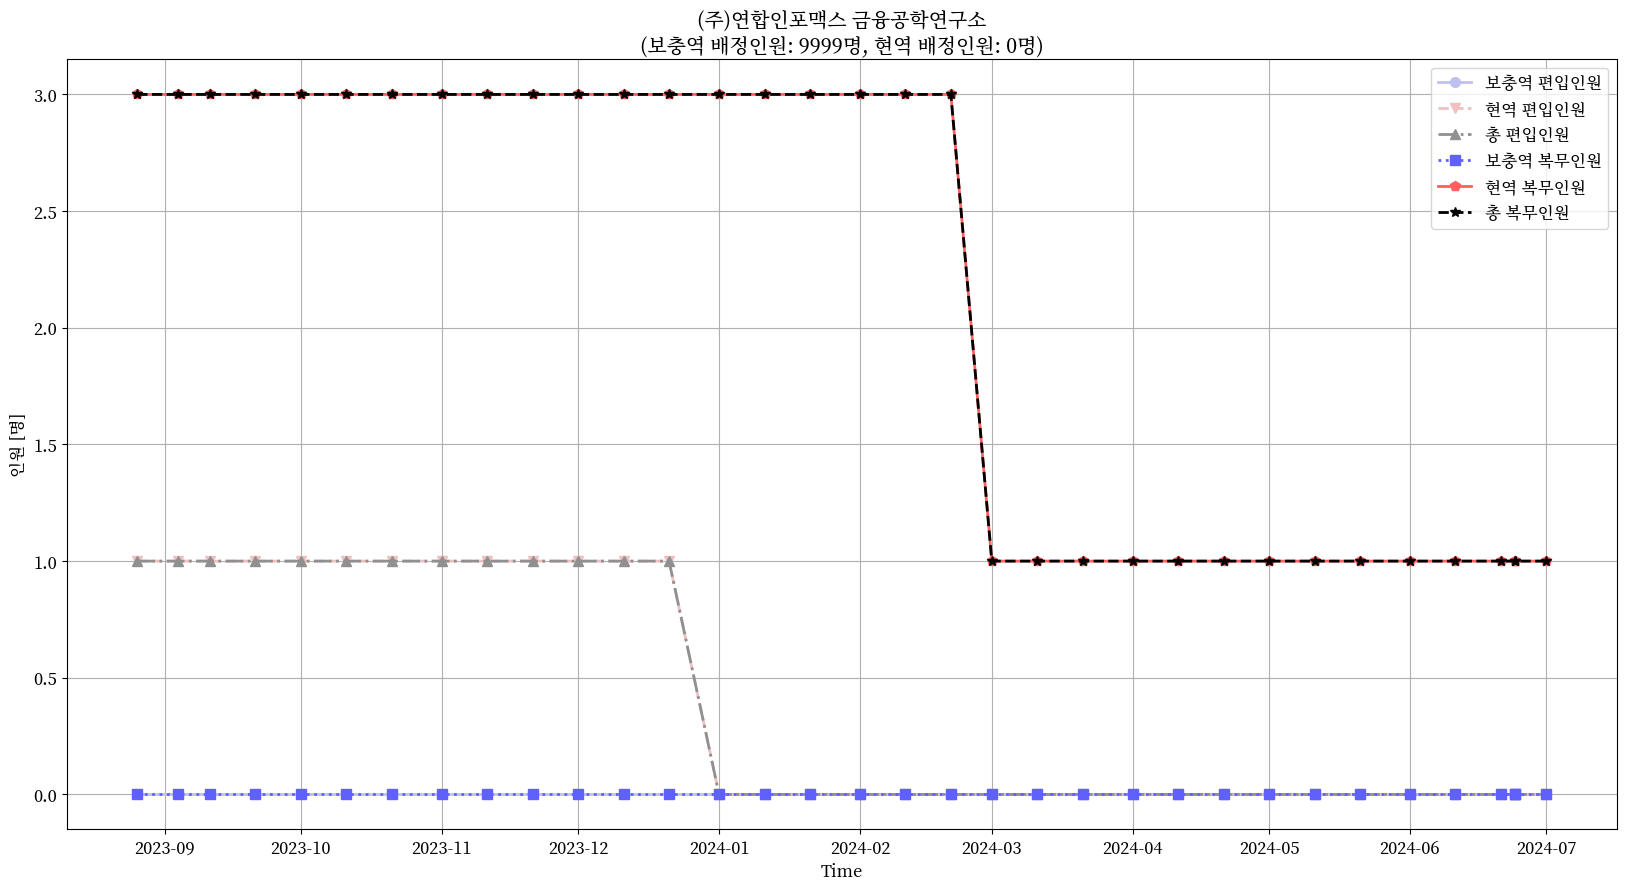 (주)연합인포맥스 금융공학연구소
(보충역 배정인원: 9999명, 현역 배정인원: 0명)
보충역 편입인원
현역 편입인원
총 편입인원
보충역 복무인원
현역 복무인원
총 복무인원
인원 [명]
3.0
2.5
2.0
1.5
1.0
0.5
0.0
2023-09
2023-10
2023-11
2023-12
2024-01
2024-02
2024-03
2024-04
2024-05
2024-06
2024-07
Time